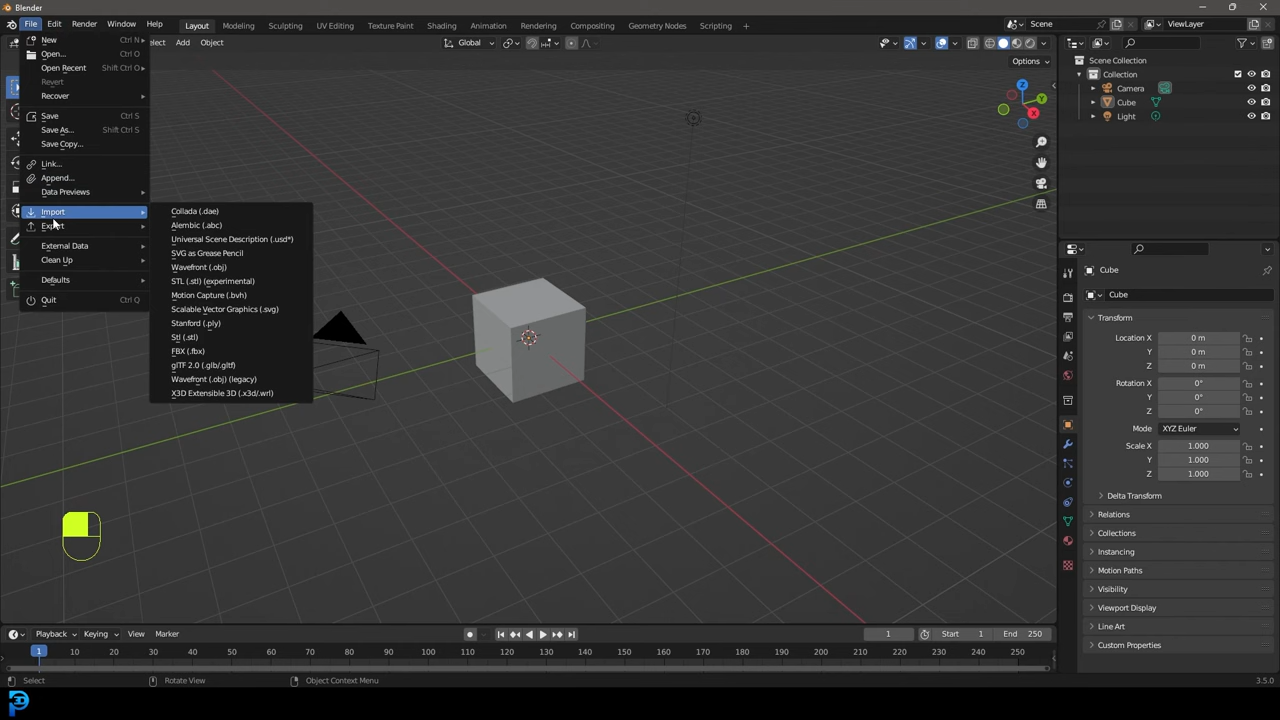 Blender
File Edit Render Window Help
Layout Modeling Sculpting UV Editing Texture Paint Shading Animation Rendering Compositing Geometry Nodes Scripting
Scene
ViewLayer
New Ctrl N
Open... Ctrl O
Open Recent Shift Ctrl O
Revert
Recover
Save Ctrl S
Save As... Shift Ctrl S
Save Copy...
Link...
Append...
Data Previews
Import
Export
External Data
Clean Up
Defaults
Quit Ctrl Q
Collada (.dae)
Alembic (.abc)
Universal Scene Description (.usd*)
SVG as Grease Pencil
Wavefront (.obj)
STL (.stl) (experimental)
Motion Capture (.bvh)
Scalable Vector Graphics (.svg)
Stanford (.ply)
Stl (.stl)
FBX (.fbx)
glTF 2.0 (.glb/.gltf)
Wavefront (.obj) (legacy)
X3D Extensible 3D (.x3d/.wrl)
Add Object
Global
Options
Z
Y
X
Scene Collection
Collection
Camera
Cube
Light
Cube
Cube
Transform
Location X 0 m
Y 0 m
Z 0 m
Rotation X 0°
Y 0°
Z 0°
Mode XYZ Euler
Scale X 1.000
Y 1.000
Z 1.000
Delta Transform
Relations
Collections
Instancing
Motion Paths
Visibility
Viewport Display
Line Art
Custom Properties
Playback Keying View Marker
1 Start 1 End 250
1 10 20 30 40 50 60 70 80 90 100 110 120 130 140 150 160 170 180 190 200 210 220 230 240 250
Select Rotate View Object Context Menu 3.5.0